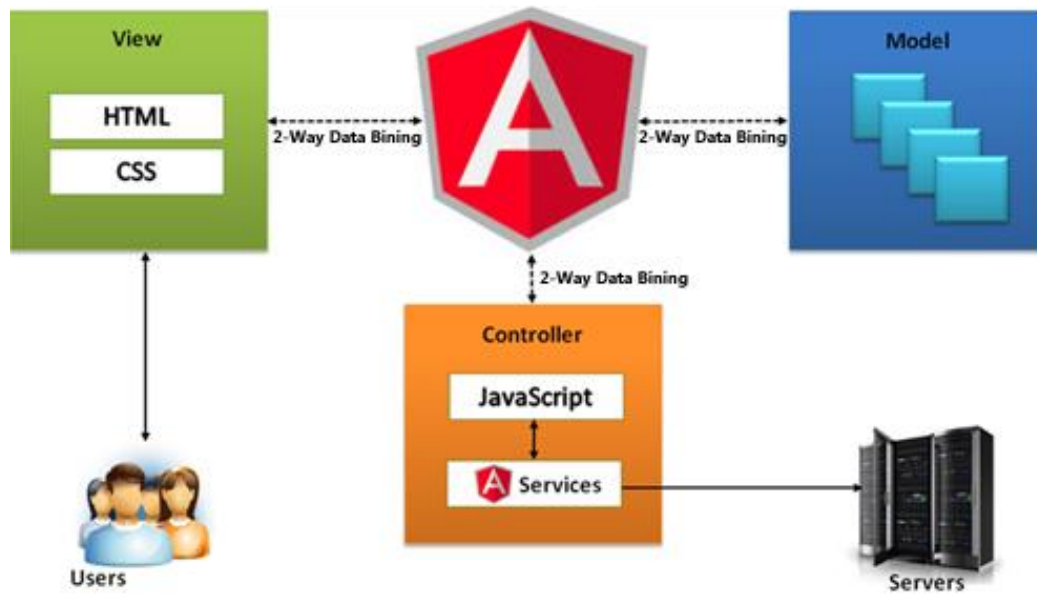 View
HTML
CSS
2-Way Data Bining
A
2-Way Data Bining
Model
2-Way Data Bining
Controller
JavaScript
A Services
Users
Servers